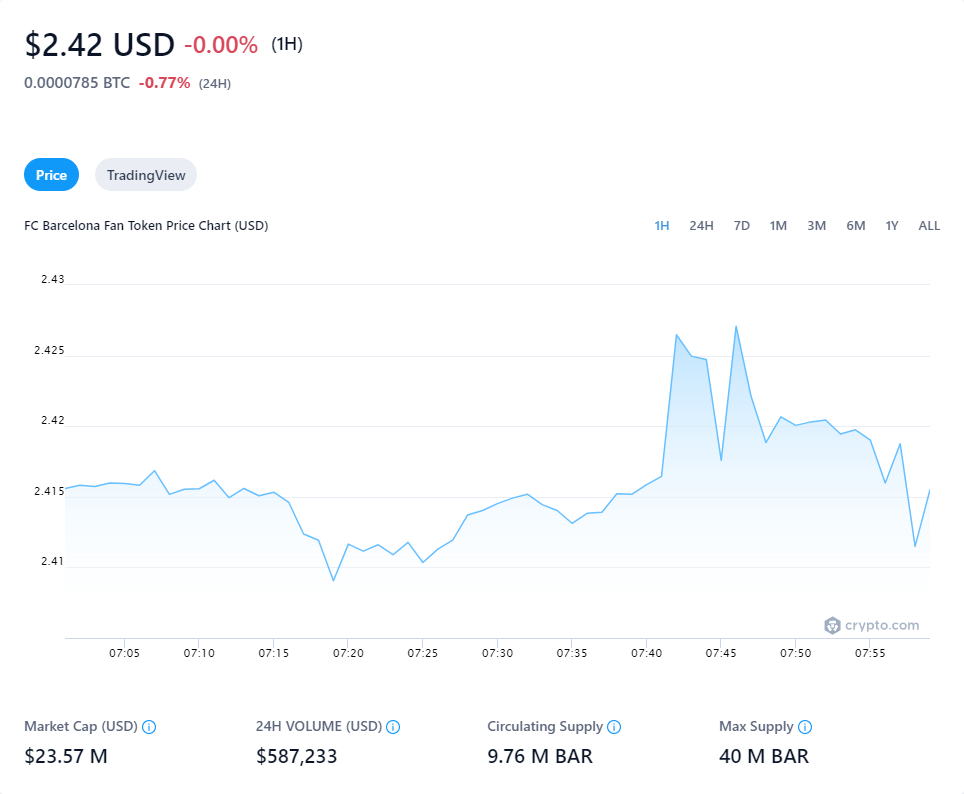 $2.42 USD -0.00% (1H)
0.0000785 BTC -0.77% (24H)
Price TradingView
FC Barcelona Fan Token Price Chart (USD)
1H 24H 7D 1M 3M 6M 1Y ALL
2.43
2.425
2.42
2.415
2.41
crypto.com
07:05 07:10 07:15 07:20 07:25 07:30 07:35 07:40 07:45 07:50 07:55
Market Cap (USD) 24H VOLUME (USD) Circulating Supply Max Supply
$23.57 M $587,233 9.76 M BAR 40 M BAR